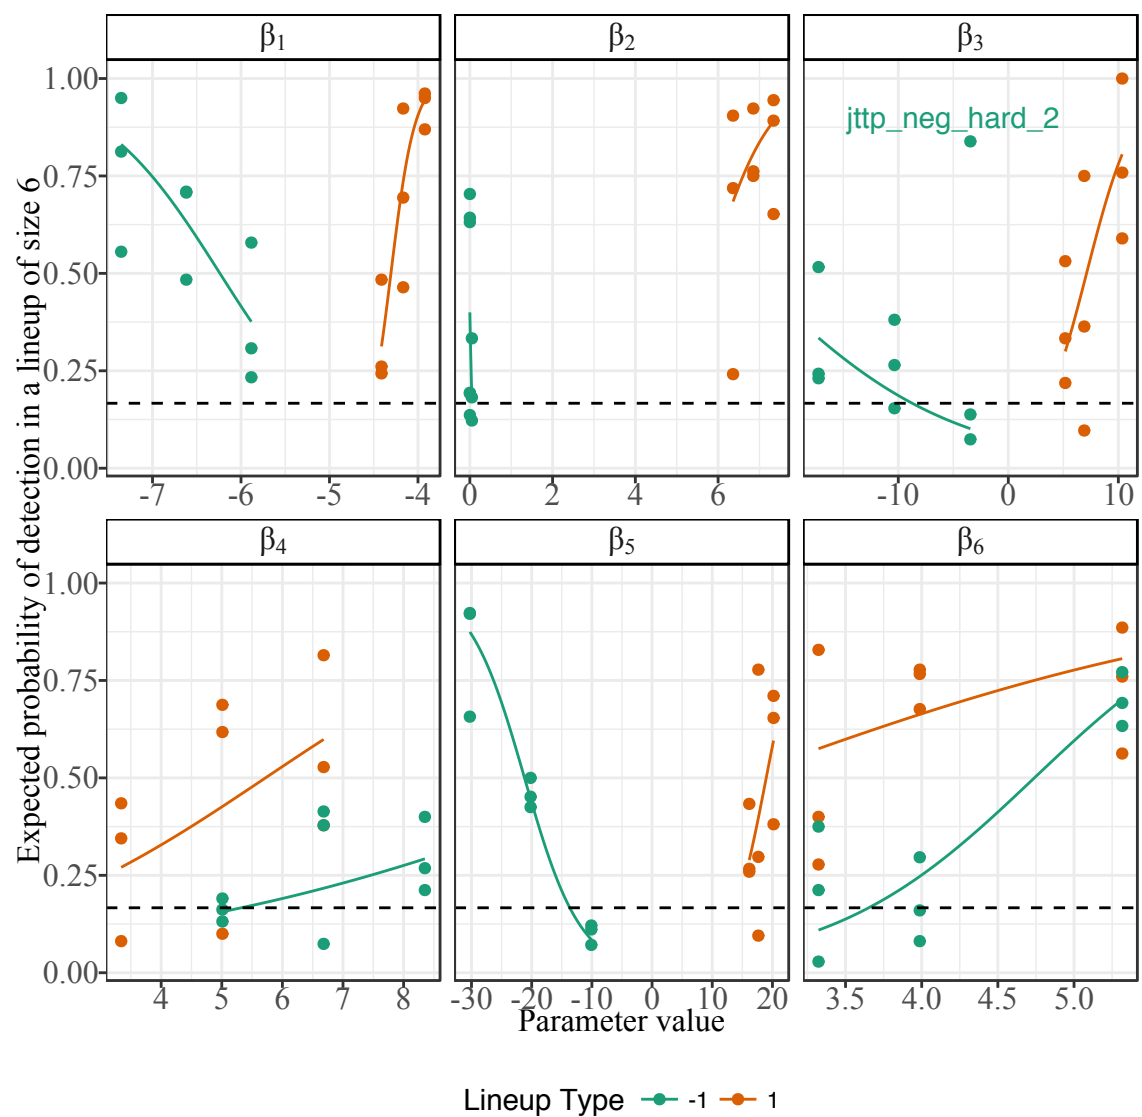 β1 β2 β3
Expected probability of detection in a lineup of size 6
1.00
0.75
0.50
0.25
0.00
jttp_neg_hard_2
-7 -6 -5 -4 0 2 4 6 -10 0 10
β4 β5 β6
1.00
0.75
0.50
0.25
0.00
4 5 6 7 8 -30 -20 -10 0 10 20 3.5 4.0 4.5 5.0
Parameter value
Lineup Type -1 1